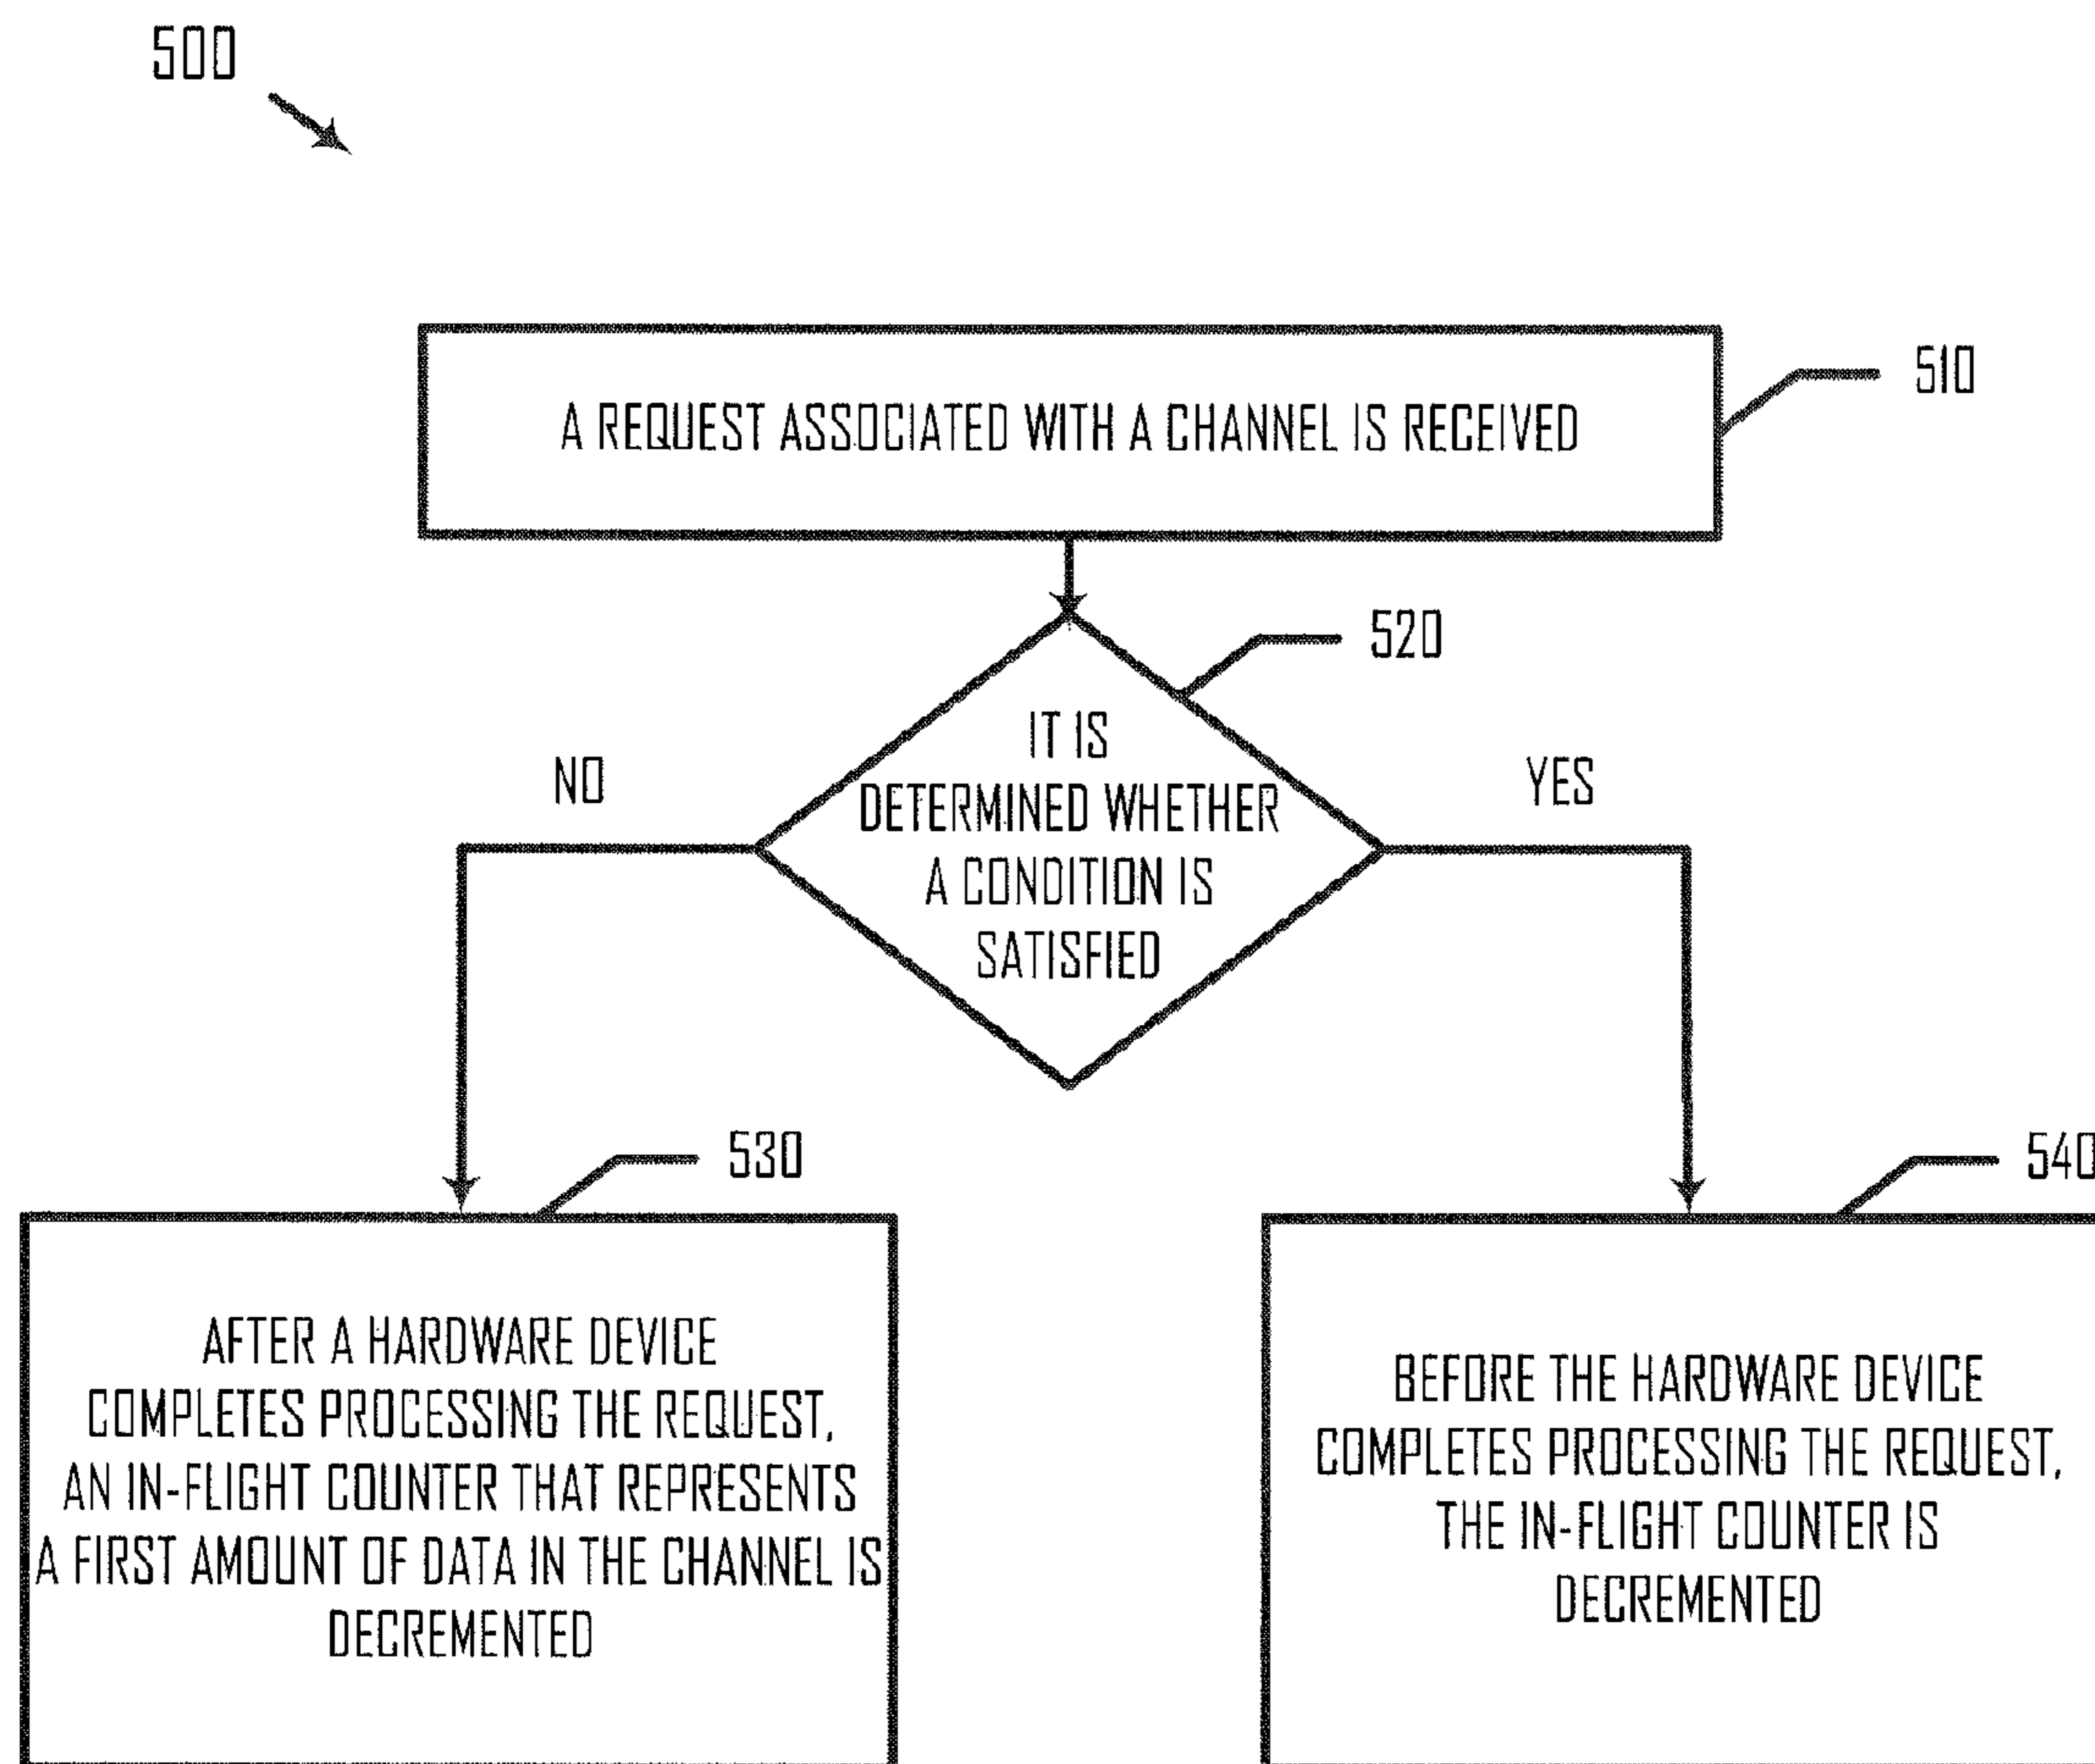 500
A REQUEST ASSOCIATED WITH A CHANNEL IS RECEIVED
510
520
IT IS
DETERMINED WHETHER
A CONDITION IS
SATISFIED
NO
YES
530
AFTER A HARDWARE DEVICE
COMPLETES PROCESSING THE REQUEST,
AN IN-FLIGHT COUNTER THAT REPRESENTS
A FIRST AMOUNT OF DATA IN THE CHANNEL IS
DECREMENTED
540
BEFORE THE HARDWARE DEVICE
COMPLETES PROCESSING THE REQUEST,
THE IN-FLIGHT COUNTER IS
DECREMENTED